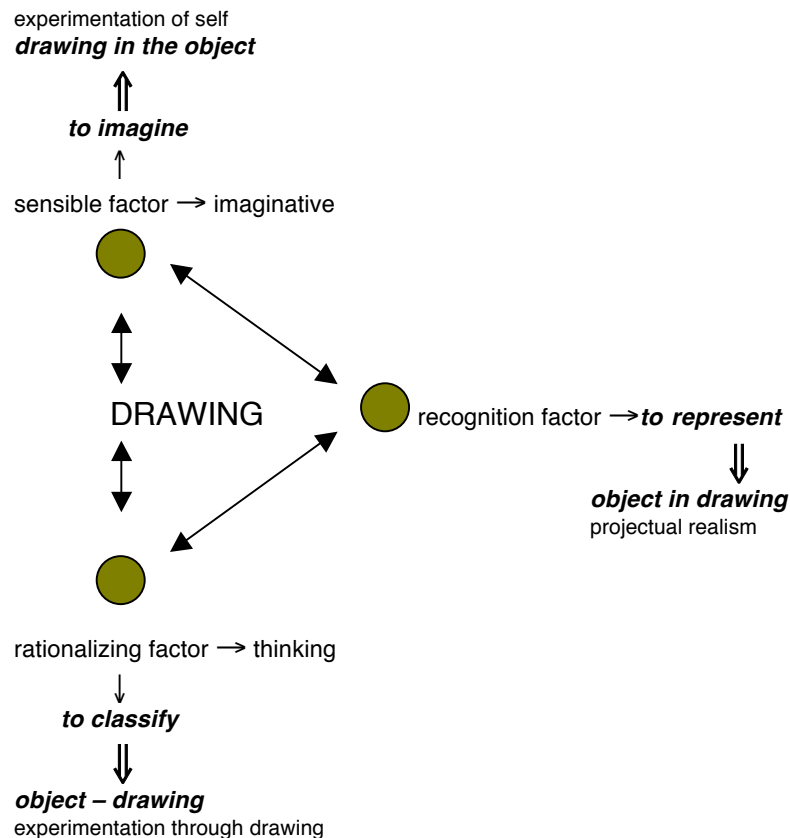 experimentation of self
drawing in the object
to imagine
sensible factor → imaginative
DRAWING
recognition factor → to represent
object in drawing
projectual realism
rationalizing factor → thinking
to classify
object – drawing
experimentation through drawing